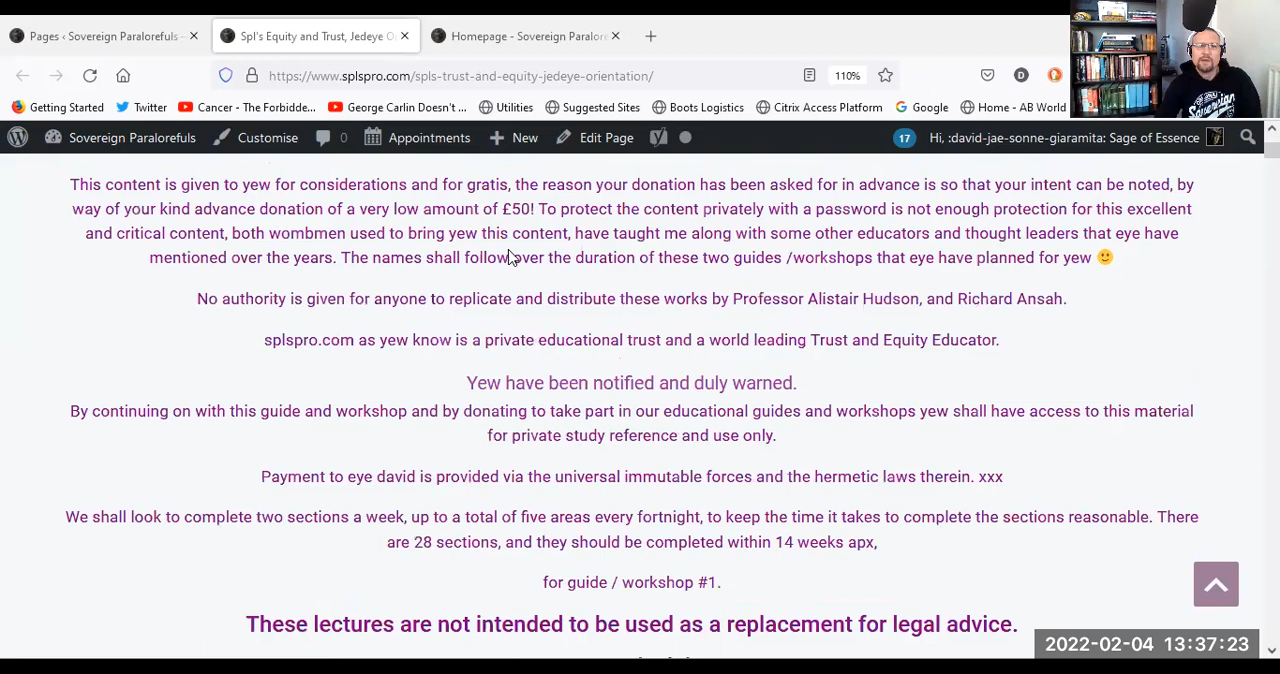 Pages ‹ Sovereign Paralorefuls -
Spl's Equity and Trust, Jedeye O
Homepage - Sovereign Paralor
https://www.splspro.com/spls-trust-and-equity-jedeye-orientation/
110%
D
Getting Started
Twitter
Cancer - The Forbidde...
George Carlin Doesn't ...
Utilities
Suggested Sites
Boots Logistics
Citrix Access Platform
Google
Home - AB World
Sovereign Paralorefuls
Customise
0
Appointments
New
Edit Page
17
Hi, :david-jae-sonne-giaramita: Sage of Essence
This content is given to yew for considerations and for gratis, the reason your donation has been asked for in advance is so that your intent can be noted, by
way of your kind advance donation of a very low amount of £50! To protect the content privately with a password is not enough protection for this excellent
and critical content, both wombmen used to bring yew this content, have taught me along with some other educators and thought leaders that eye have
mentioned over the years. The names shall follow over the duration of these two guides /workshops that eye have planned for yew 🙂
No authority is given for anyone to replicate and distribute these works by Professor Alistair Hudson, and Richard Ansah.
splspro.com as yew know is a private educational trust and a world leading Trust and Equity Educator.
Yew have been notified and duly warned.
By continuing on with this guide and workshop and by donating to take part in our educational guides and workshops yew shall have access to this material
for private study reference and use only.
Payment to eye david is provided via the universal immutable forces and the hermetic laws therein. xxx
We shall look to complete two sections a week, up to a total of five areas every fortnight, to keep the time it takes to complete the sections reasonable. There
are 28 sections, and they should be completed within 14 weeks apx,
for guide / workshop #1.
These lectures are not intended to be used as a replacement for legal advice.
2022-02-04 13:37:23